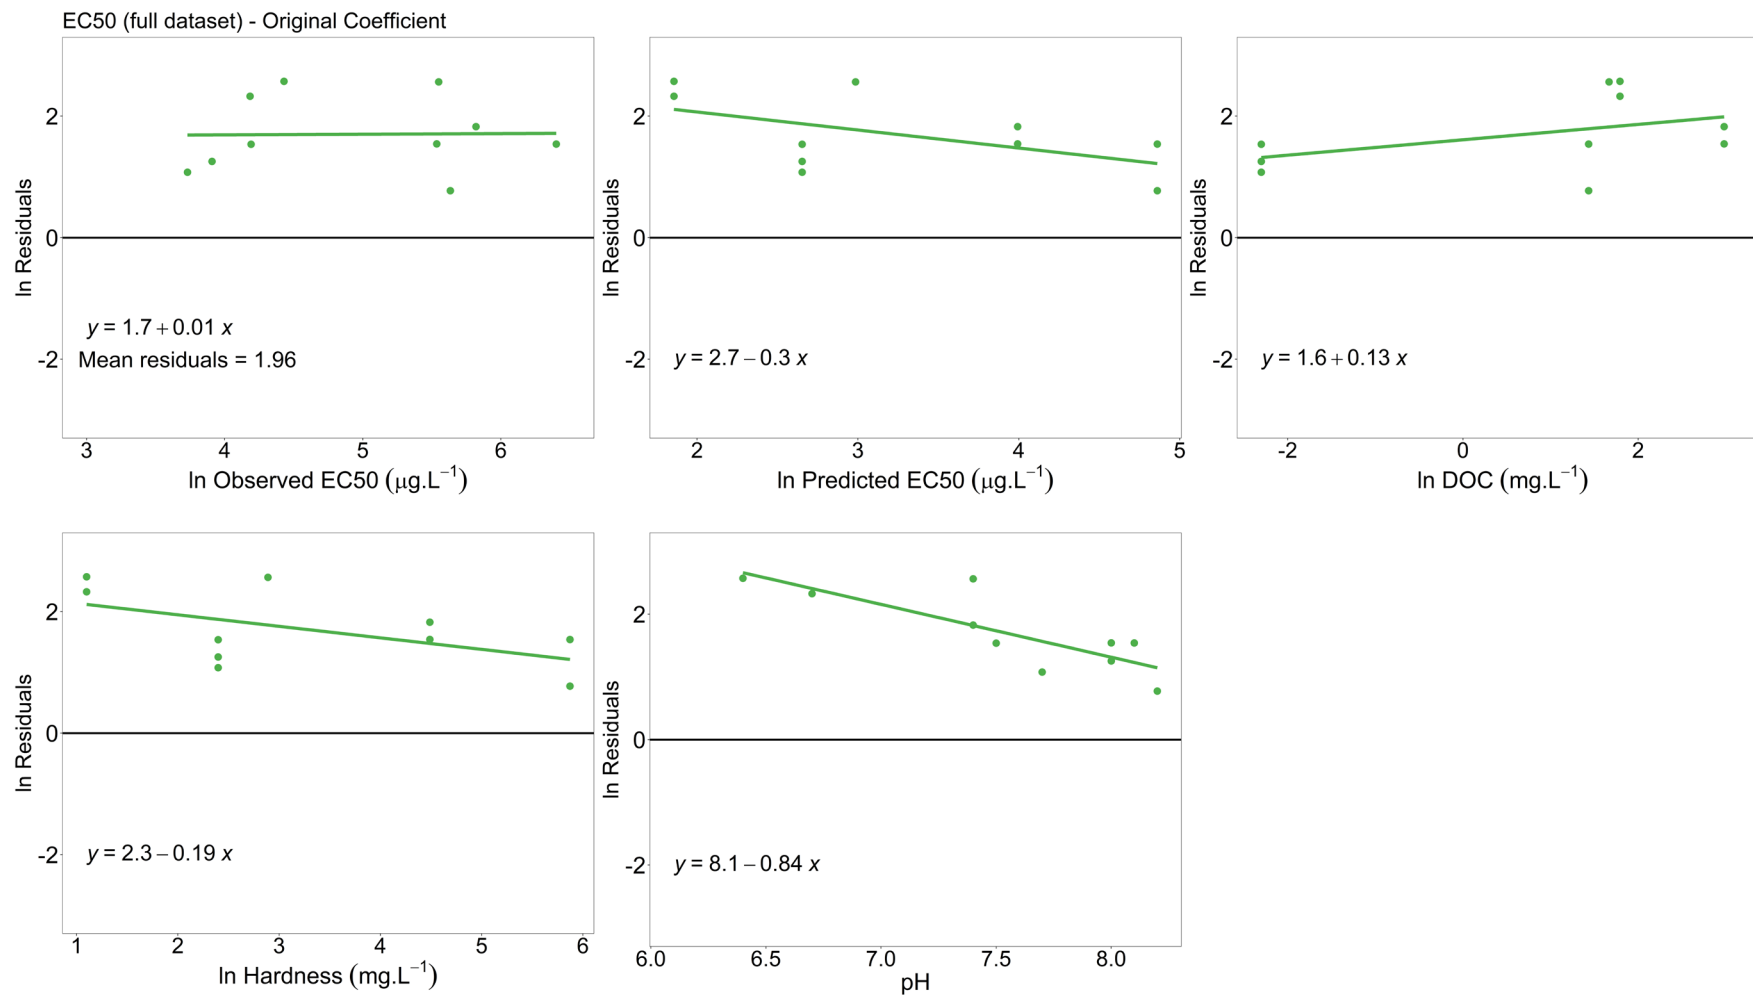 EC50 (full dataset) - Original Coefficient
ln Residuals
2
0
-2
y = 1.7 + 0.01 x
Mean residuals = 1.96
3 4 5 6
ln Observed EC50 (μg.L⁻¹)
ln Residuals
2
0
-2
y = 2.7 − 0.3 x
2 3 4 5
ln Predicted EC50 (μg.L⁻¹)
ln Residuals
2
0
-2
y = 1.6 + 0.13 x
-2 0 2
ln DOC (mg.L⁻¹)
ln Residuals
2
0
-2
y = 2.3 − 0.19 x
1 2 3 4 5 6
ln Hardness (mg.L⁻¹)
ln Residuals
2
0
-2
y = 8.1 − 0.84 x
6.0 6.5 7.0 7.5 8.0
pH